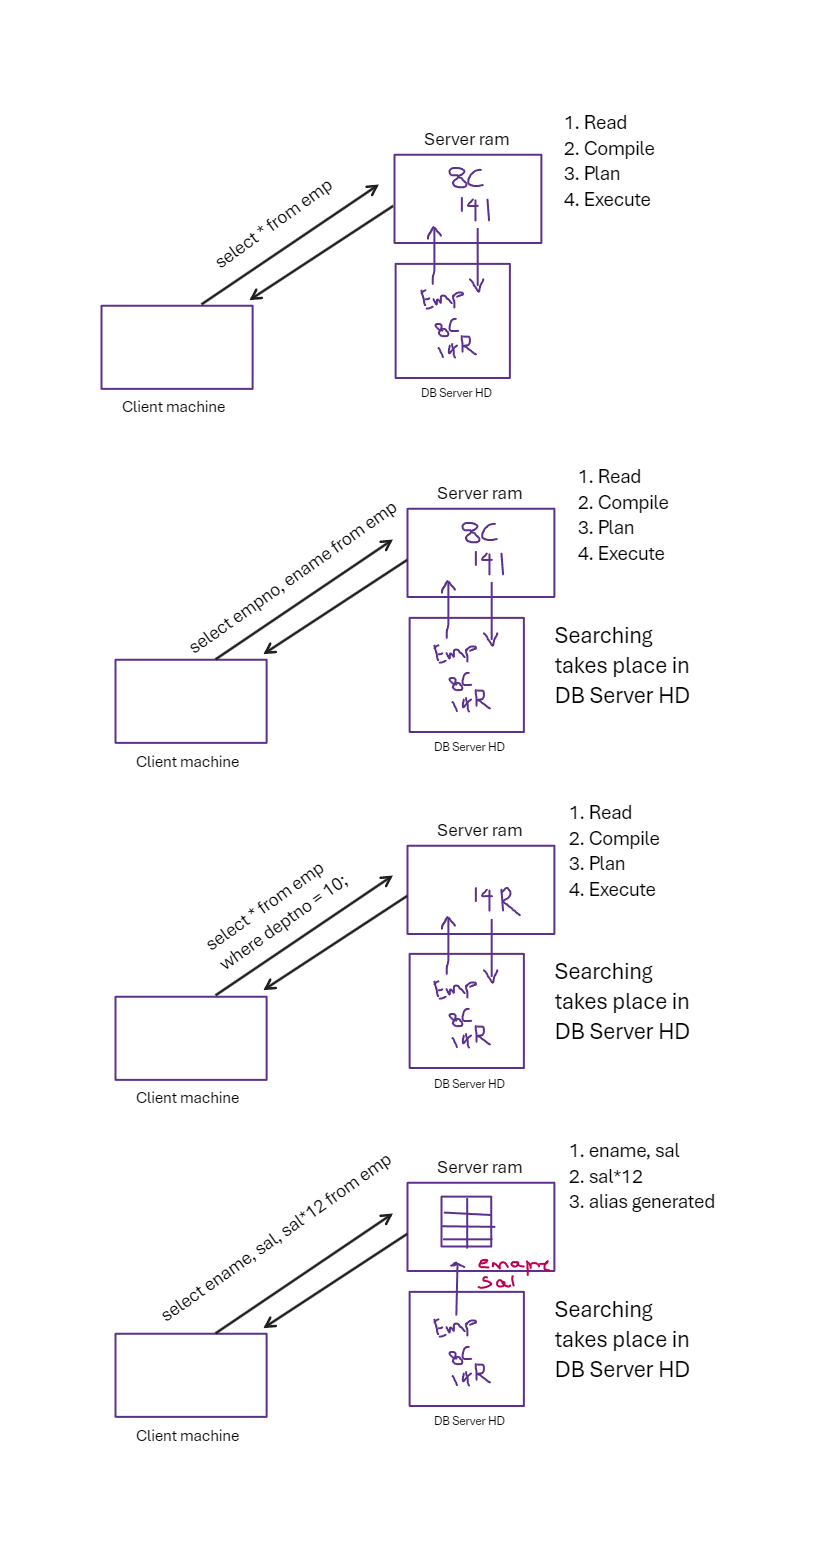 Server ram
1. Read
2. Compile
3. Plan
4. Execute
select * from emp
8C
141
Emp
8C
14R
DB Server HD
Client machine
Server ram
1. Read
2. Compile
3. Plan
4. Execute
select empno, ename from emp
8C
141
Emp
8C
14R
DB Server HD
Searching
takes place in
DB Server HD
Client machine
Server ram
1. Read
2. Compile
3. Plan
4. Execute
select * from emp
where deptno = 10;
14R
Emp
8C
14R
DB Server HD
Searching
takes place in
DB Server HD
Client machine
Server ram
1. ename, sal
2. sal*12
3. alias generated
select ename, sal, sal*12 from emp
ename
sal
Emp
8C
14R
DB Server HD
Searching
takes place in
DB Server HD
Client machine